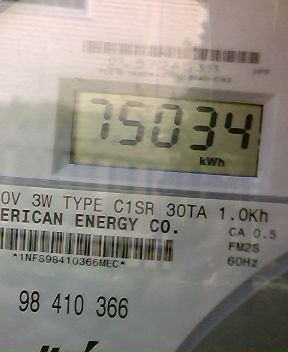 75034
kWh
0V 3W TYPE C1SR 30TA 1.0Kh
ERICAN ENERGY CO.
CA 0.5
FM2S
60Hz
*1NFS98410366MEC*
98 410 366